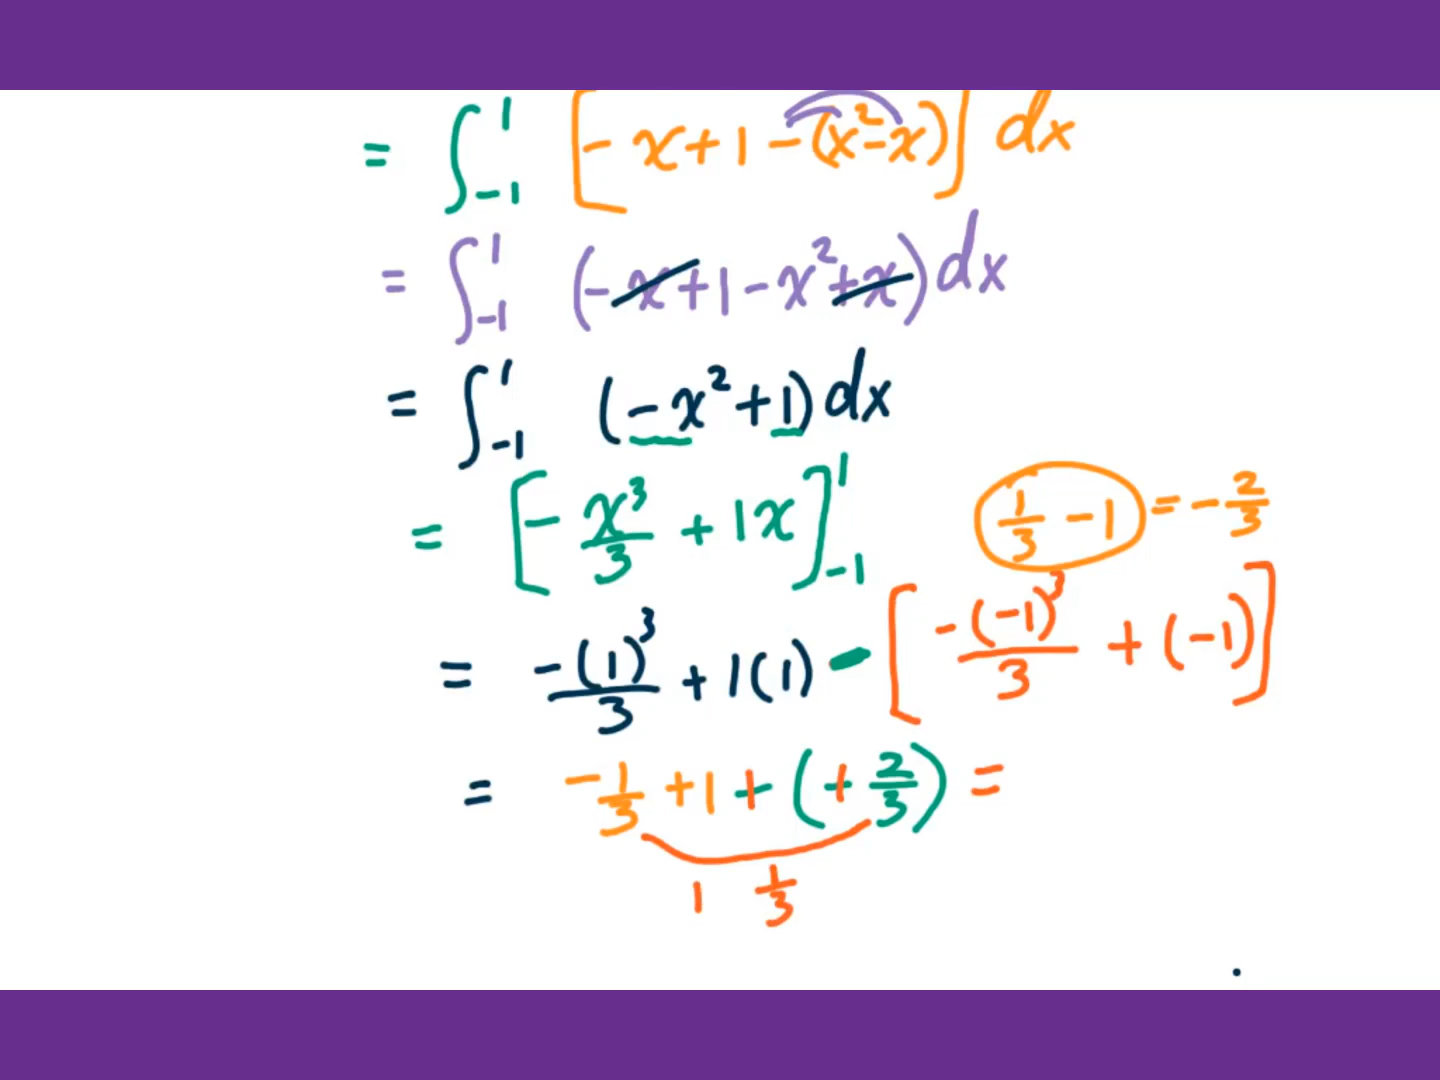 = ∫₋₁¹ [-x+1-(x²-x)] dx
= ∫₋₁¹ (-x+1-x²+x) dx
= ∫₋₁¹ (-x²+1) dx
= [-x³/3 + 1x]₋₁¹
1/3 - 1 = -2/3
= -(1)³/3 + 1(1) - [-(-1)³/3 + (-1)]
= -1/3 + 1 + (+2/3) =
1 1/3